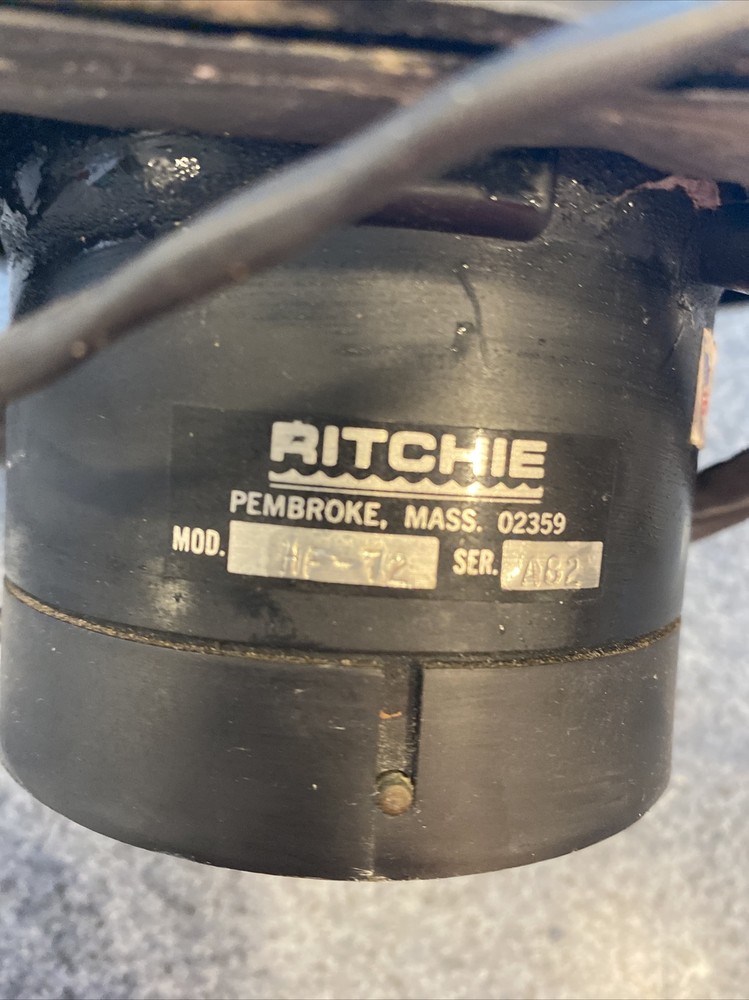 RITCHIE
PEMBROKE, MASS. 02359
MOD. HF-72 SER. A82